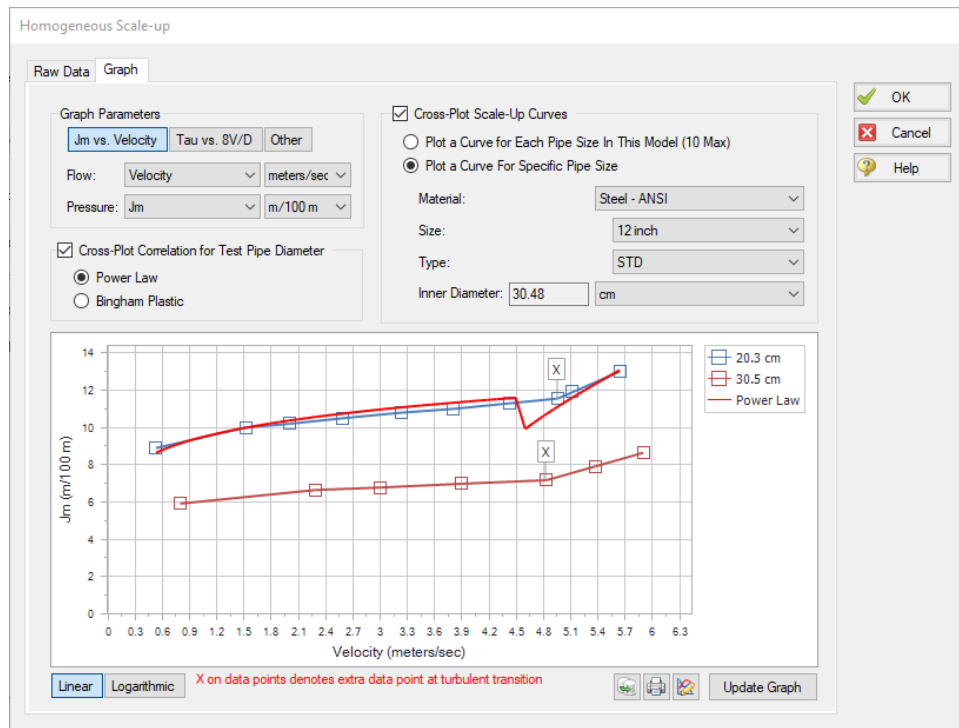 Homogeneous Scale-up
Raw Data Graph
Graph Parameters
Jm vs. Velocity Tau vs. 8V/D Other
Flow: Velocity meters/sec
Pressure: Jm m/100 m
Cross-Plot Correlation for Test Pipe Diameter
Power Law
Bingham Plastic
Cross-Plot Scale-Up Curves
Plot a Curve for Each Pipe Size In This Model (10 Max)
Plot a Curve For Specific Pipe Size
Material: Steel - ANSI
Size: 12 inch
Type: STD
Inner Diameter: 30.48 cm
OK
Cancel
Help
14
12
10
8
6
4
2
0
Jm (m/100 m)
X
X
0 0.3 0.6 0.9 1.2 1.5 1.8 2.1 2.4 2.7 3 3.3 3.6 3.9 4.2 4.5 4.8 5.1 5.4 5.7 6 6.3
Velocity (meters/sec)
20.3 cm
30.5 cm
Power Law
Linear Logarithmic X on data points denotes extra data point at turbulent transition Update Graph